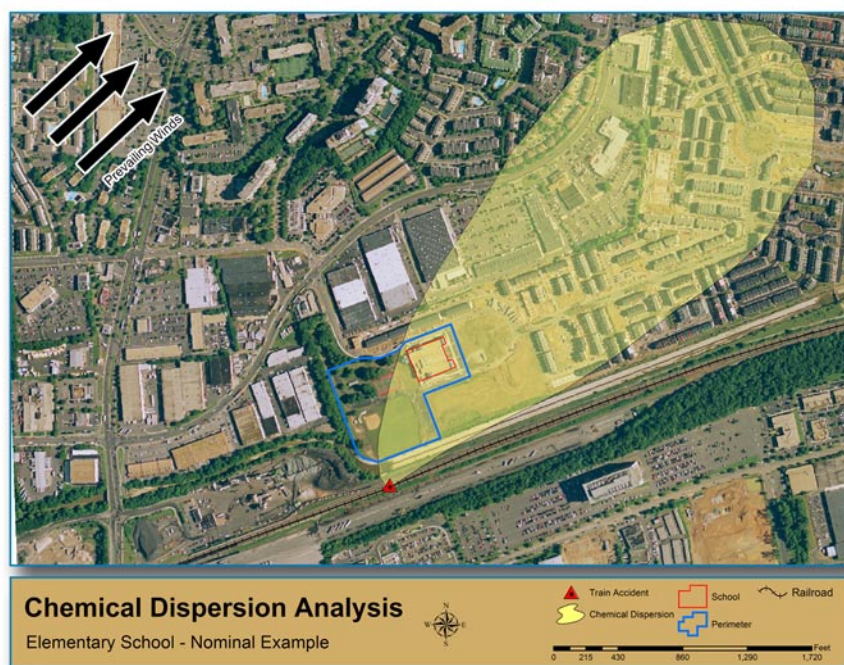 Prevailing Winds
Chemical Dispersion Analysis
Elementary School - Nominal Example
N
W E
S
Train Accident
Chemical Dispersion
School
Perimeter
Railroad
Feet
0 215 430 860 1,290 1,720